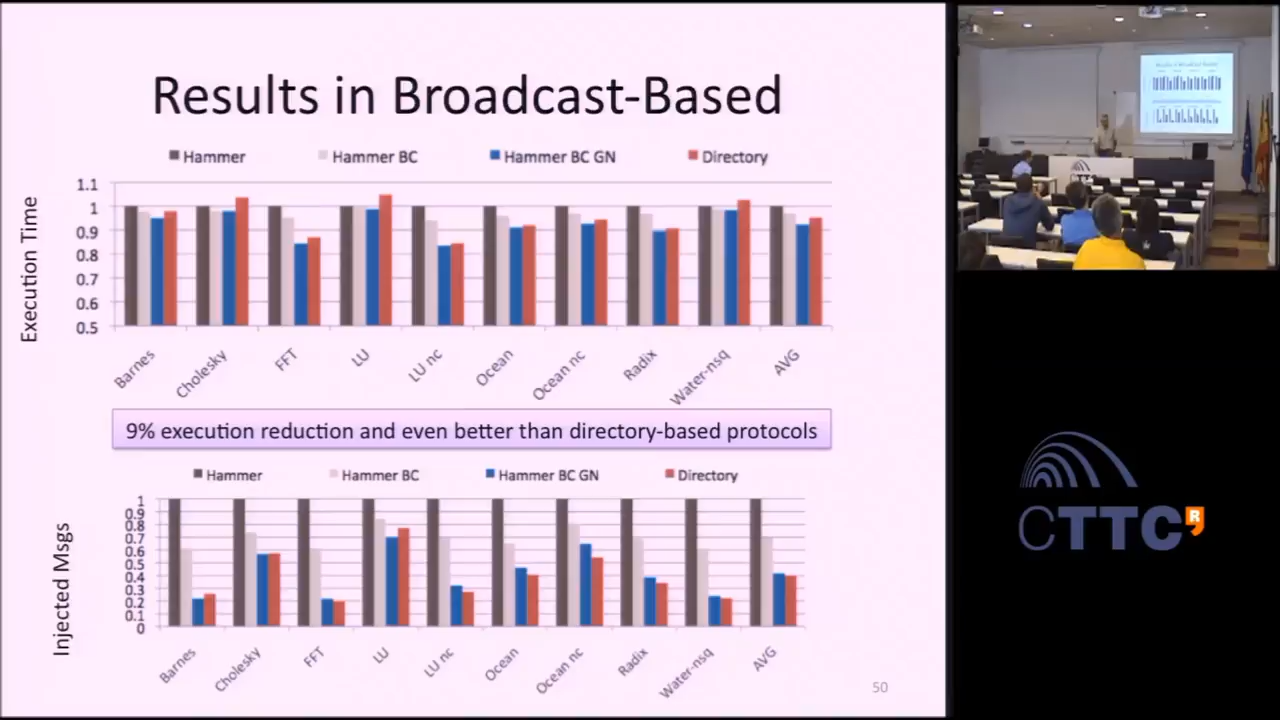 Results in Broadcast-Based
Hammer Hammer BC Hammer BC GN Directory
Execution Time
1.1
1
0.9
0.8
0.7
0.6
0.5
Barnes Cholesky FFT LU LU nc Ocean Ocean nc Radix Water-nsq AVG
9% execution reduction and even better than directory-based protocols
Hammer Hammer BC Hammer BC GN Directory
Injected Msgs
1
0.9
0.8
0.7
0.6
0.5
0.4
0.3
0.2
0.1
0
Barnes Cholesky FFT LU LU nc Ocean Ocean nc Radix Water-nsq AVG
50
CTTC
R